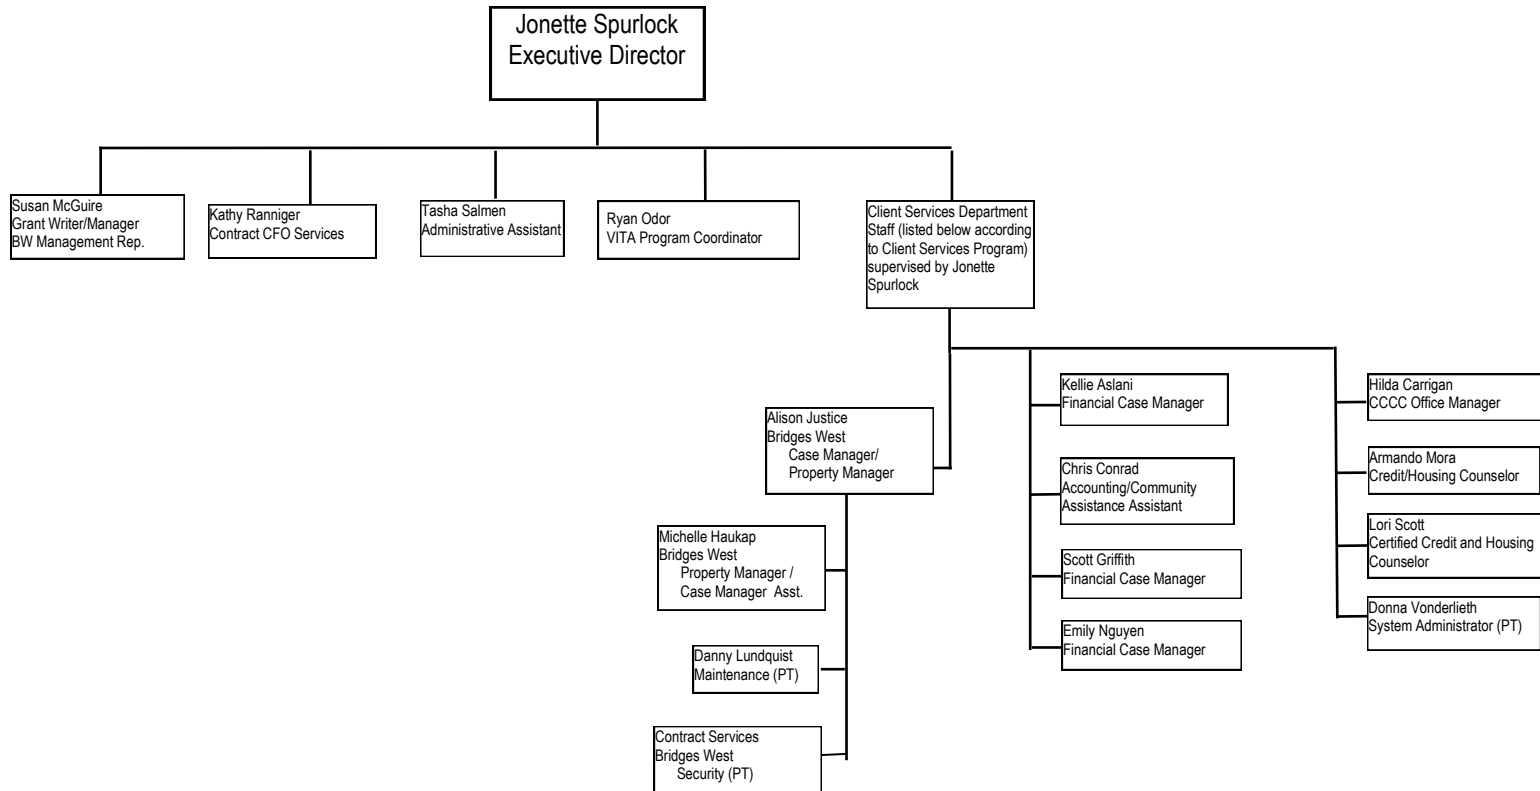 Jonette Spurlock
Executive Director
Susan McGuire
Grant Writer/Manager
BW Management Rep.
Kathy Ranniger
Contract CFO Services
Tasha Salmen
Administrative Assistant
Ryan Odor
VITA Program Coordinator
Client Services Department
Staff (listed below according
to Client Services Program)
supervised by Jonette
Spurlock
Alison Justice
Bridges West
Case Manager/
Property Manager
Michelle Haukap
Bridges West
Property Manager /
Case Manager Asst.
Danny Lundquist
Maintenance (PT)
Contract Services
Bridges West
Security (PT)
Kellie Aslani
Financial Case Manager
Chris Conrad
Accounting/Community
Assistance Assistant
Scott Griffith
Financial Case Manager
Emily Nguyen
Financial Case Manager
Hilda Carrigan
CCCC Office Manager
Armando Mora
Credit/Housing Counselor
Lori Scott
Certified Credit and Housing
Counselor
Donna Vonderlieth
System Administrator (PT)